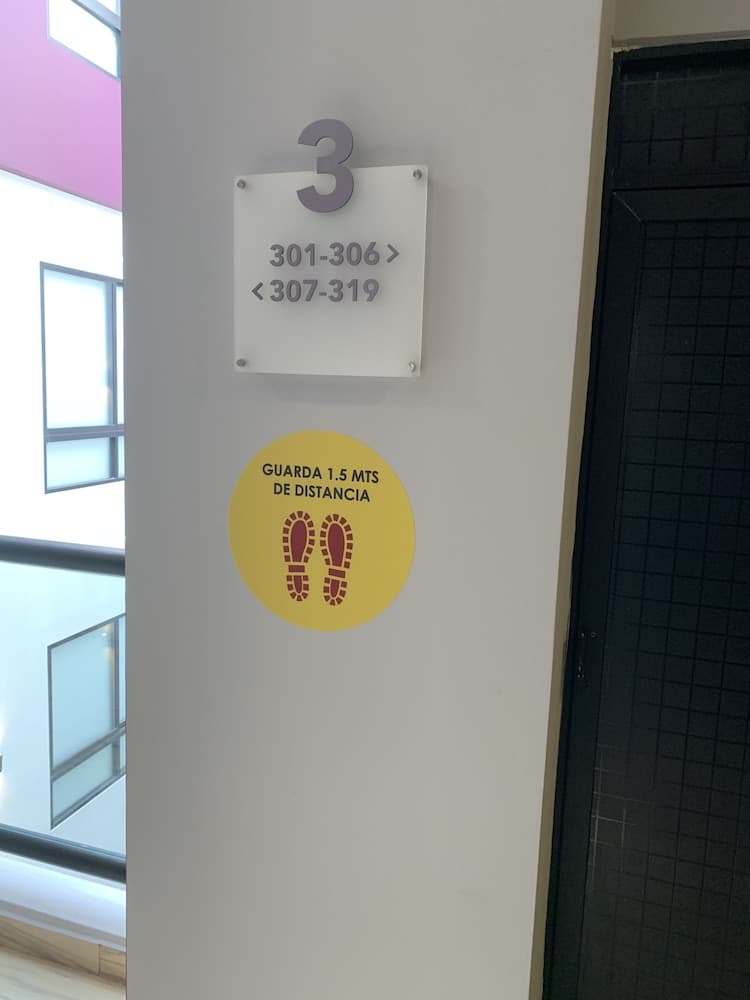 3
301-306 >
< 307-319
GUARDA 1.5 MTS
DE DISTANCIA